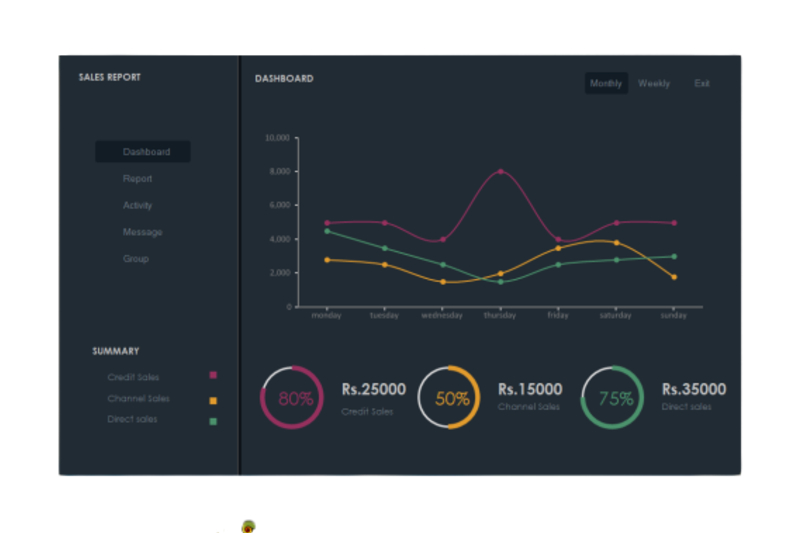 SALES REPORT
DASHBOARD
Monthly
Weekly
Exit
Dashboard
Report
Activity
Message
Group
10,000
8,000
6,000
4,000
2,000
0
monday
tuesday
wednesday
thursday
friday
saturday
sunday
SUMMARY
Credit Sales
Channel Sales
Direct sales
80%
Rs.25000
Credit Sales
50%
Rs.15000
Channel Sales
75%
Rs.35000
Direct sales